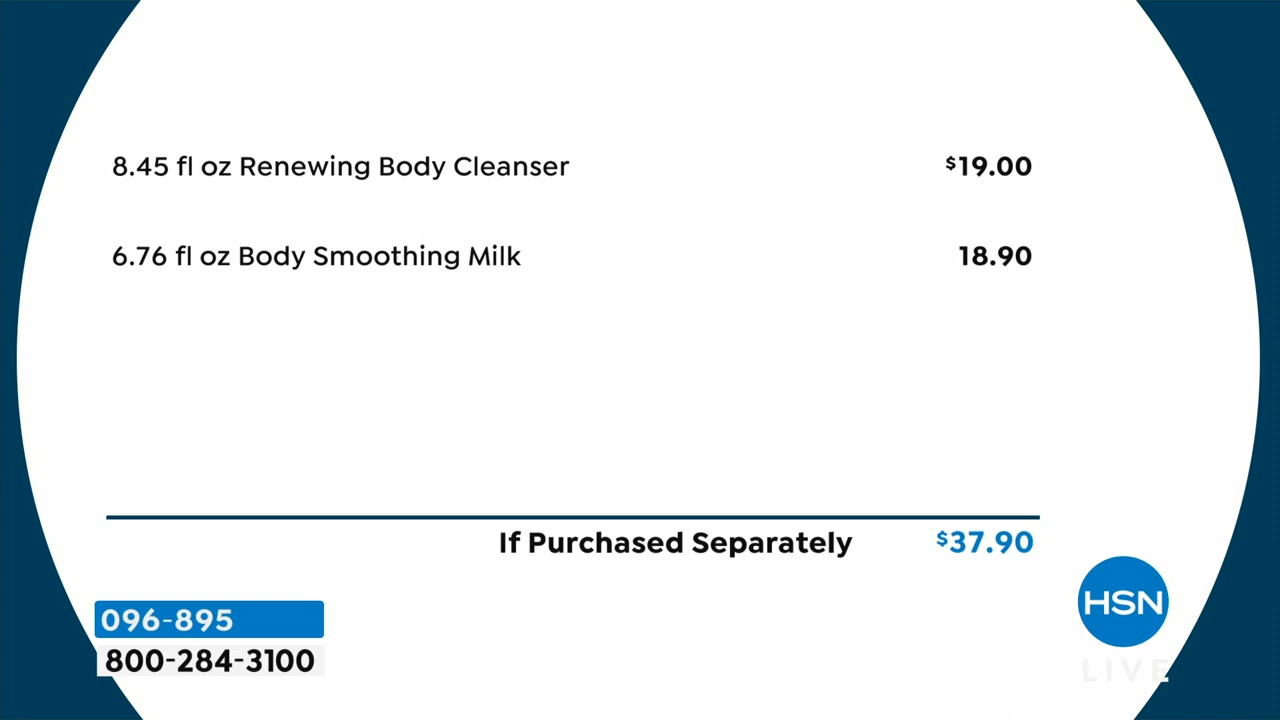 8.45 fl oz Renewing Body Cleanser $19.00
6.76 fl oz Body Smoothing Milk 18.90
If Purchased Separately $37.90
096-895
800-284-3100
HSN
LIVE